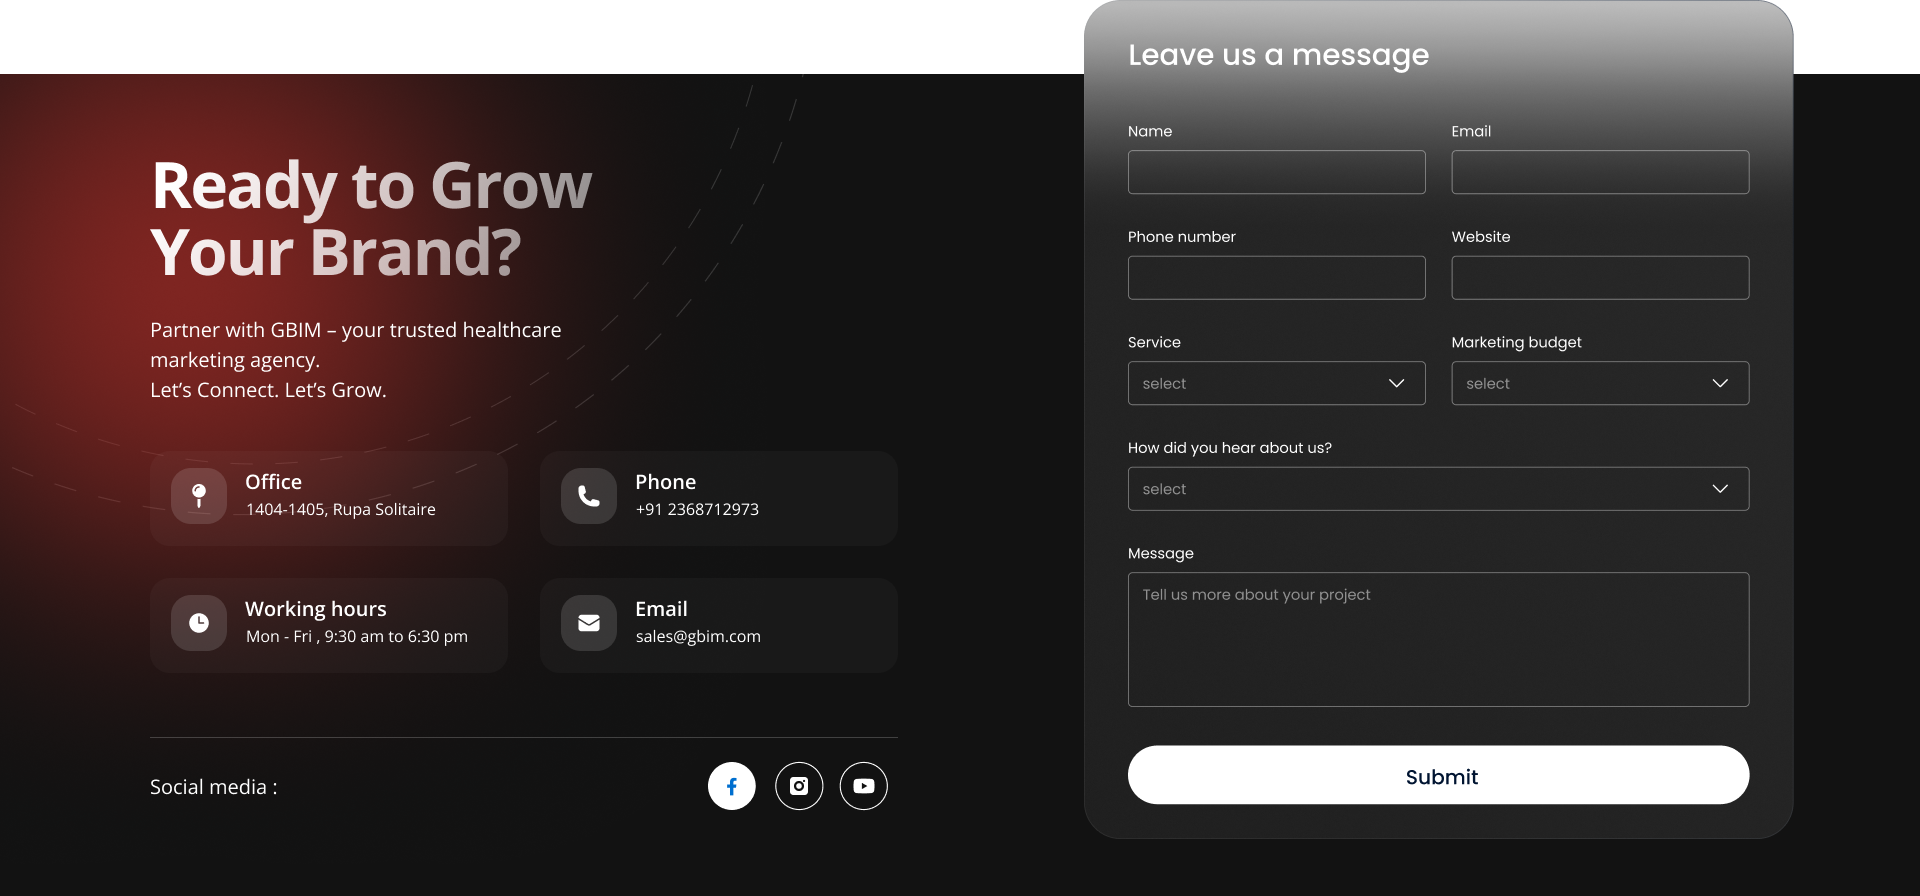 Ready to Grow
Your Brand?
Partner with GBIM – your trusted healthcare
marketing agency.
Let’s Connect. Let’s Grow.
Office
1404-1405, Rupa Solitaire
Phone
+91 2368712973
Working hours
Mon - Fri , 9:30 am to 6:30 pm
Email
sales@gbim.com
Social media :
Leave us a message
Name
Email
Phone number
Website
Service
Marketing budget
select
select
How did you hear about us?
select
Message
Tell us more about your project
Submit